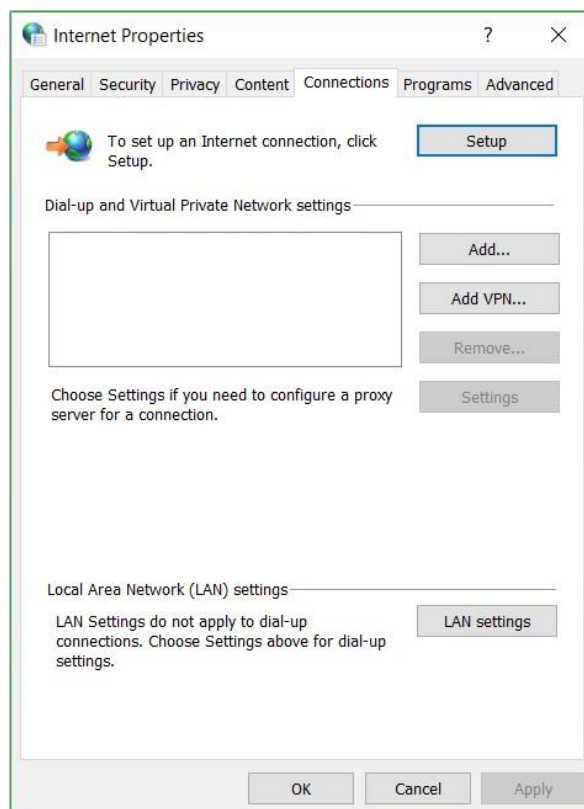 Internet Properties
?
General Security Privacy Content Connections Programs Advanced
To set up an Internet connection, click
Setup.
Setup
Dial-up and Virtual Private Network settings
Add...
Add VPN...
Remove...
Choose Settings if you need to configure a proxy
server for a connection.
Settings
Local Area Network (LAN) settings
LAN Settings do not apply to dial-up
connections. Choose Settings above for dial-up
settings.
LAN settings
OK Cancel Apply